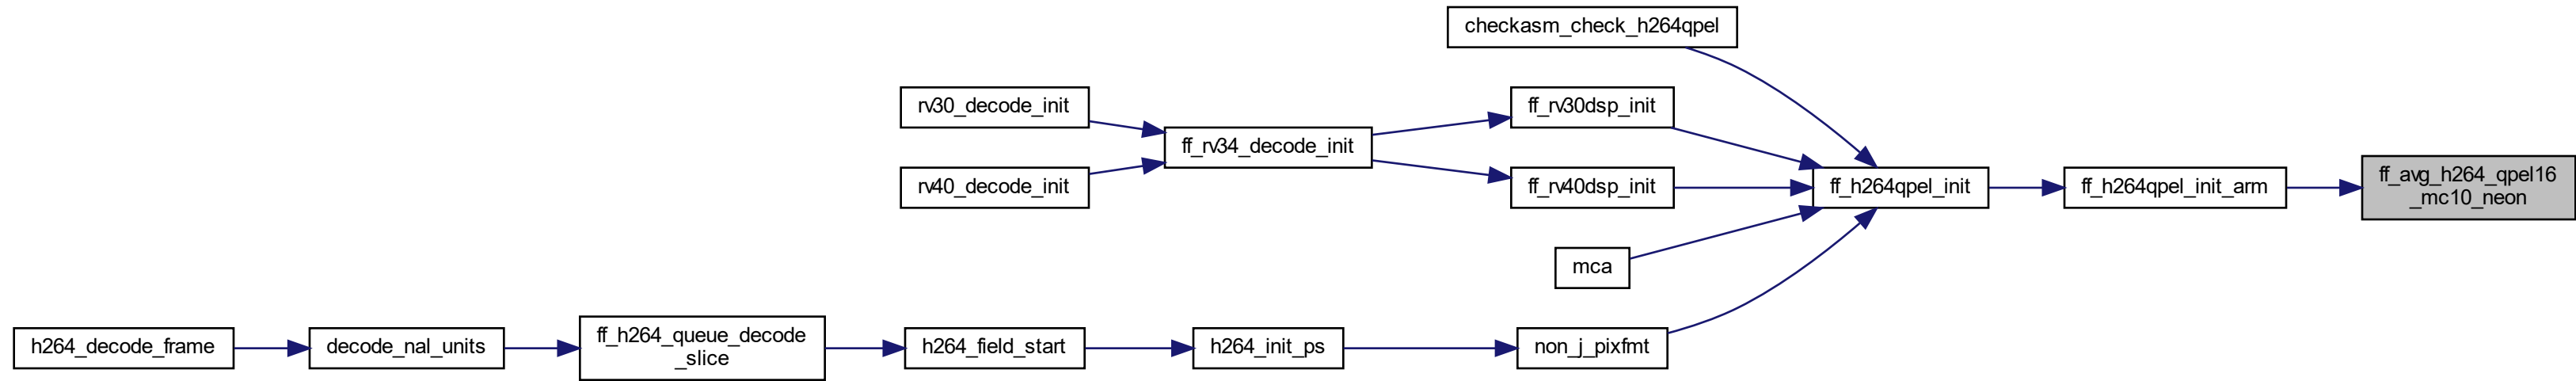 checkasm_check_h264qpel
rv30_decode_init
ff_rv30dsp_init
ff_rv34_decode_init
rv40_decode_init
ff_rv40dsp_init
ff_h264qpel_init
ff_h264qpel_init_arm
ff_avg_h264_qpel16
_mc10_neon
mca
h264_decode_frame
decode_nal_units
ff_h264_queue_decode
_slice
h264_field_start
h264_init_ps
non_j_pixfmt